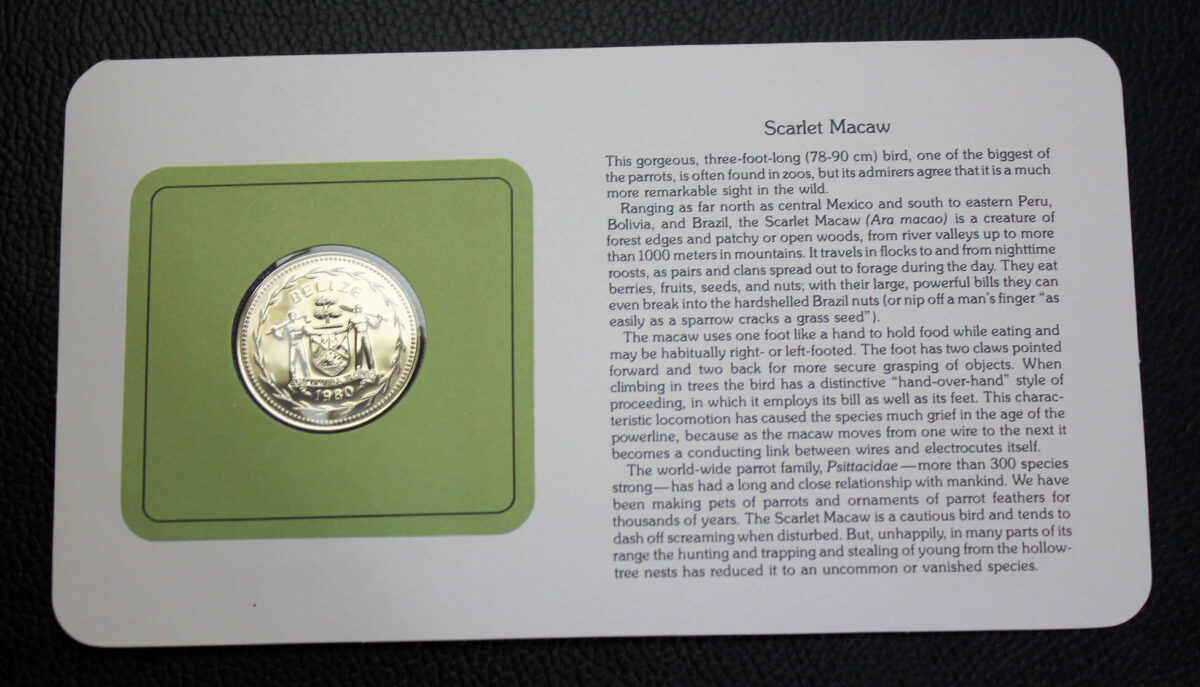 BELIZE
1980
Scarlet Macaw
This gorgeous, three-foot-long (78-90 cm) bird, one of the biggest of
the parrots, is often found in zoos, but its admirers agree that it is a much
more remarkable sight in the wild.
Ranging as far north as central Mexico and south to eastern Peru,
Bolivia, and Brazil, the Scarlet Macaw (Ara macao) is a creature of
forest edges and patchy or open woods, from river valleys up to more
than 1000 meters in mountains. It travels in flocks to and from nighttime
roosts, as pairs and clans spread out to forage during the day. They eat
berries, fruits, seeds, and nuts; with their large, powerful bills they can
even break into the hardshelled Brazil nuts (or nip off a man's finger "as
easily as a sparrow cracks a grass seed").
The macaw uses one foot like a hand to hold food while eating and
may be habitually right- or left-footed. The foot has two claws pointed
forward and two back for more secure grasping of objects. When
climbing in trees the bird has a distinctive "hand-over-hand" style of
proceeding, in which it employs its bill as well as its feet. This charac-
teristic locomotion has caused the species much grief in the age of the
powerline, because as the macaw moves from one wire to the next it
becomes a conducting link between wires and electrocutes itself.
The world-wide parrot family, Psittacidae—more than 300 species
strong—has had a long and close relationship with mankind. We have
been making pets of parrots and ornaments of parrot feathers for
thousands of years. The Scarlet Macaw is a cautious bird and tends to
dash off screaming when disturbed. But, unhappily, in many parts of its
range the hunting and trapping and stealing of young from the hollow-
tree nests has reduced it to an uncommon or vanished species.